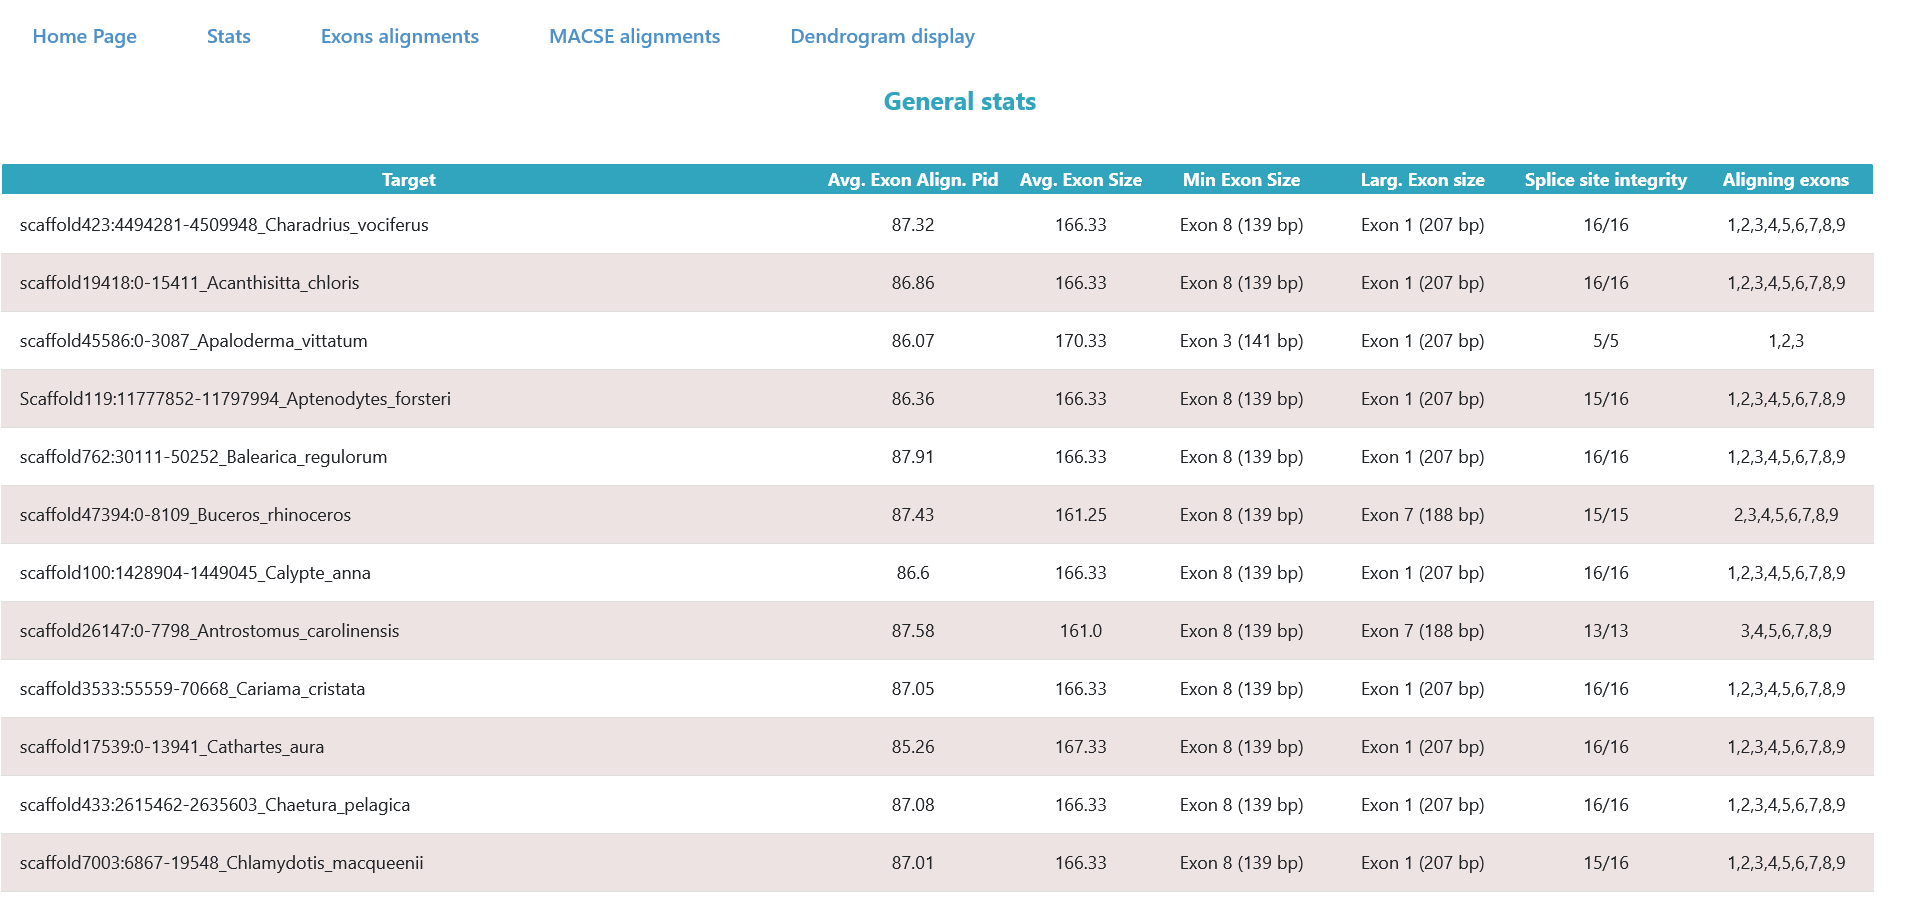 Home Page Stats Exons alignments MACSE alignments Dendrogram display
General stats
Target Avg. Exon Align. Pid Avg. Exon Size Min Exon Size Larg. Exon size Splice site integrity Aligning exons
scaffold423:4494281-4509948_Charadrius_vociferus 87.32 166.33 Exon 8 (139 bp) Exon 1 (207 bp) 16/16 1,2,3,4,5,6,7,8,9
scaffold19418:0-15411_Acanthisitta_chloris 86.86 166.33 Exon 8 (139 bp) Exon 1 (207 bp) 16/16 1,2,3,4,5,6,7,8,9
scaffold45586:0-3087_Apaloderma_vittatum 86.07 170.33 Exon 3 (141 bp) Exon 1 (207 bp) 5/5 1,2,3
Scaffold119:11777852-11797994_Aptenodytes_forsteri 86.36 166.33 Exon 8 (139 bp) Exon 1 (207 bp) 15/16 1,2,3,4,5,6,7,8,9
scaffold762:30111-50252_Balearica_regulorum 87.91 166.33 Exon 8 (139 bp) Exon 1 (207 bp) 16/16 1,2,3,4,5,6,7,8,9
scaffold47394:0-8109_Buceros_rhinoceros 87.43 161.25 Exon 8 (139 bp) Exon 7 (188 bp) 15/15 2,3,4,5,6,7,8,9
scaffold100:1428904-1449045_Calypte_anna 86.6 166.33 Exon 8 (139 bp) Exon 1 (207 bp) 16/16 1,2,3,4,5,6,7,8,9
scaffold26147:0-7798_Antrostomus_carolinensis 87.58 161.0 Exon 8 (139 bp) Exon 7 (188 bp) 13/13 3,4,5,6,7,8,9
scaffold3533:55559-70668_Cariama_cristata 87.05 166.33 Exon 8 (139 bp) Exon 1 (207 bp) 16/16 1,2,3,4,5,6,7,8,9
scaffold17539:0-13941_Cathartes_aura 85.26 167.33 Exon 8 (139 bp) Exon 1 (207 bp) 16/16 1,2,3,4,5,6,7,8,9
scaffold433:2615462-2635603_Chaetura_pelagica 87.08 166.33 Exon 8 (139 bp) Exon 1 (207 bp) 16/16 1,2,3,4,5,6,7,8,9
scaffold7003:6867-19548_Chlamydotis_macqueenii 87.01 166.33 Exon 8 (139 bp) Exon 1 (207 bp) 15/16 1,2,3,4,5,6,7,8,9